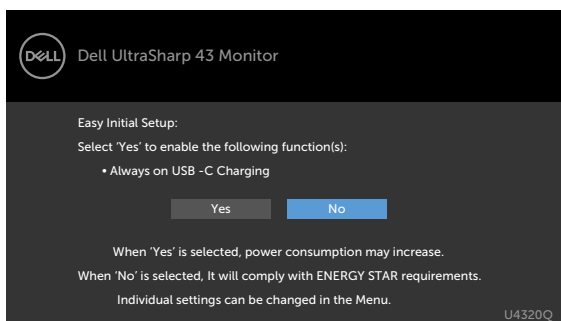 DELL
Dell UltraSharp 43 Monitor
Easy Initial Setup:
Select ‘Yes’ to enable the following function(s):
• Always on USB -C Charging
Yes
No
When ‘Yes’ is selected, power consumption may increase.
When ‘No’ is selected, It will comply with ENERGY STAR requirements.
Individual settings can be changed in the Menu.
U4320Q